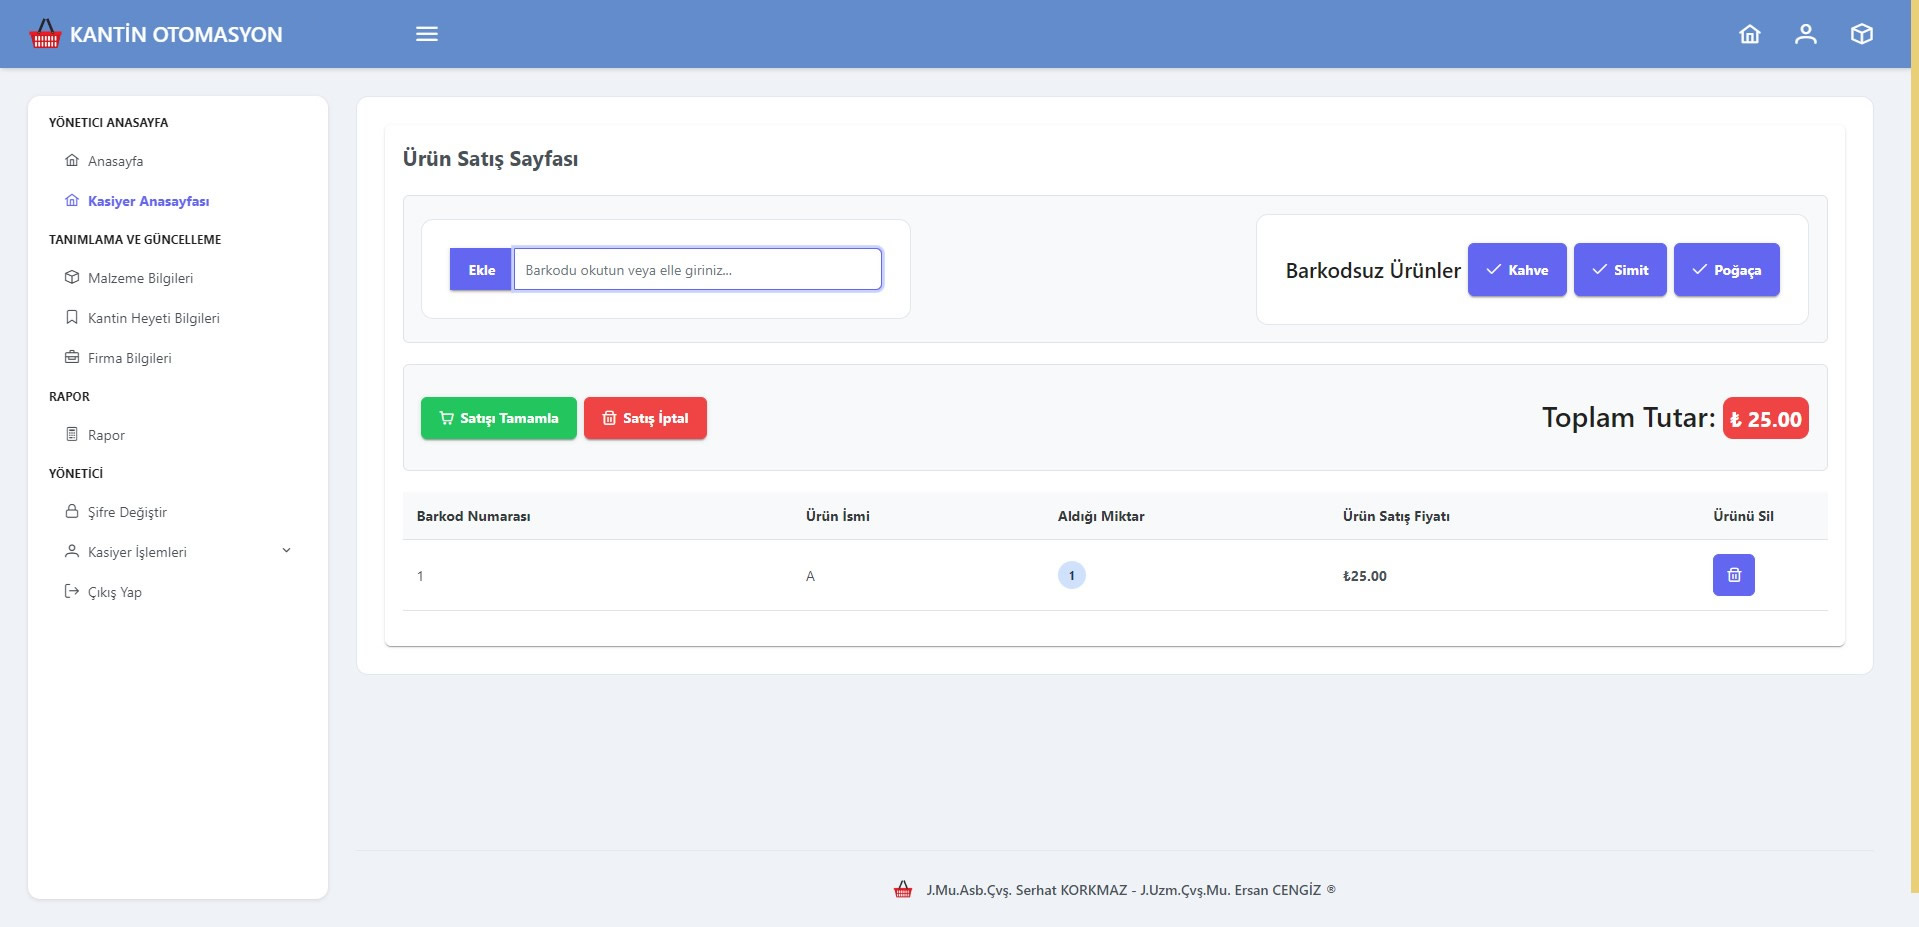 KANTİN OTOMASYON
YÖNETICI ANASAYFA
Anasayfa
Kasiyer Anasayfası
TANIMLAMA VE GÜNCELLEME
Malzeme Bilgileri
Kantin Heyeti Bilgileri
Firma Bilgileri
RAPOR
Rapor
YÖNETİCİ
Şifre Değiştir
Kasiyer İşlemleri
Çıkış Yap
Ürün Satış Sayfası
Ekle Barkodu okutun veya elle giriniz...
Barkodsuz Ürünler Kahve Simit Poğaça
Satışı Tamamla Satış İptal
Toplam Tutar: ₺ 25.00
Barkod Numarası Ürün İsmi Aldığı Miktar Ürün Satış Fiyatı Ürünü Sil
1 A 1 ₺25.00
J.Mu.Asb.Çvş. Serhat KORKMAZ - J.Uzm.Çvş.Mu. Ersan CENGİZ ®